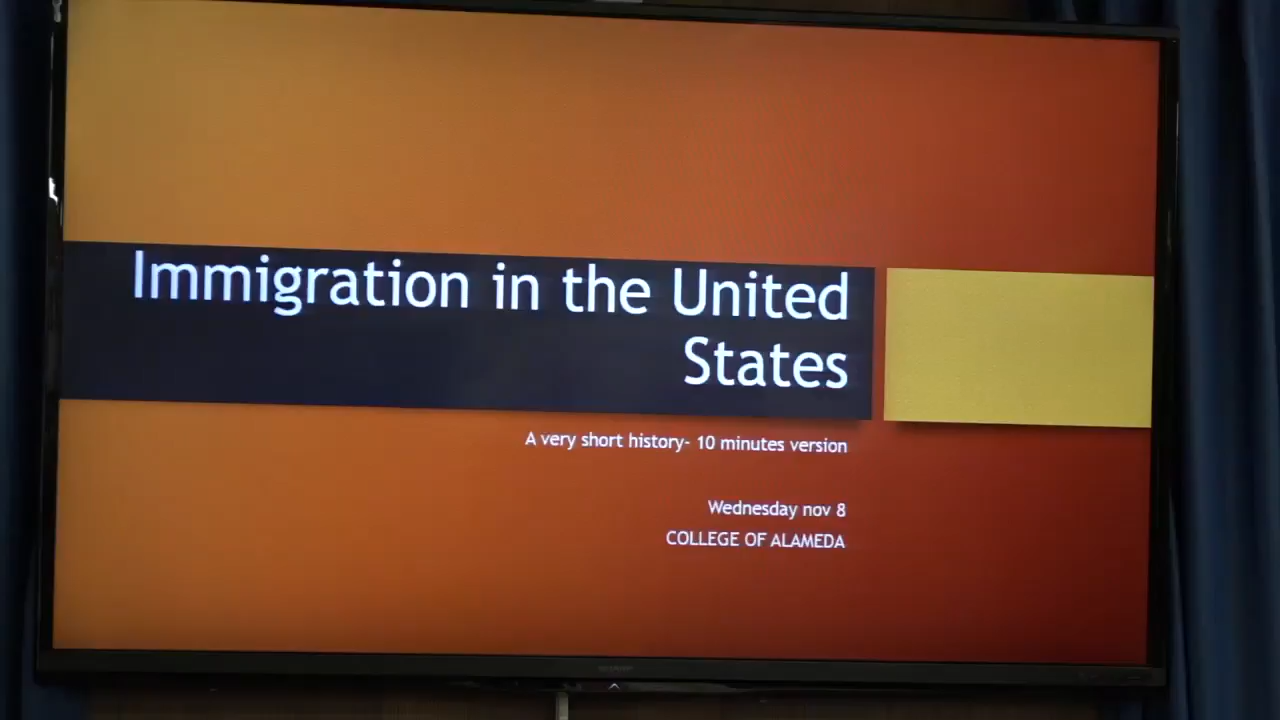 Immigration in the United
States
A very short history- 10 minutes version
Wednesday nov 8
COLLEGE OF ALAMEDA